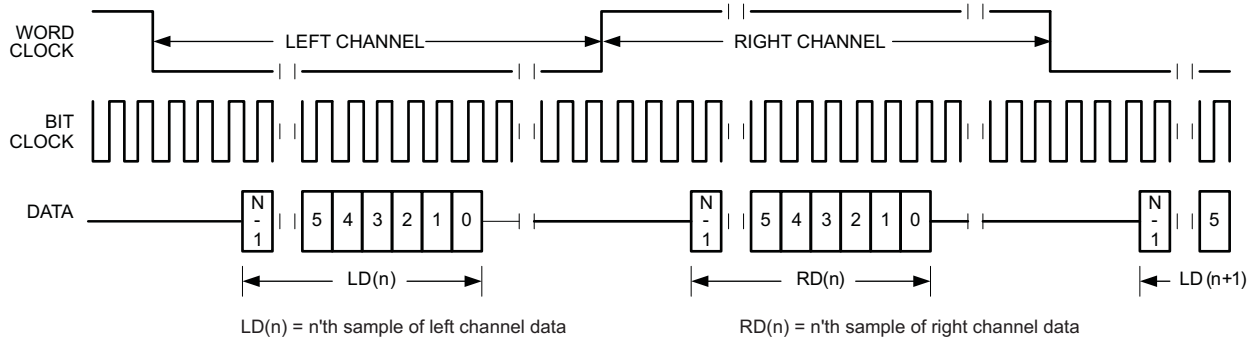 WORD
CLOCK
LEFT CHANNEL
RIGHT CHANNEL
BIT
CLOCK
DATA
N
-
1
5 4 3 2 1 0
N
-
1
5 4 3 2 1 0
N
-
1
5
LD(n)
RD(n)
LD (n+1)
LD(n) = n'th sample of left channel data
RD(n) = n'th sample of right channel data